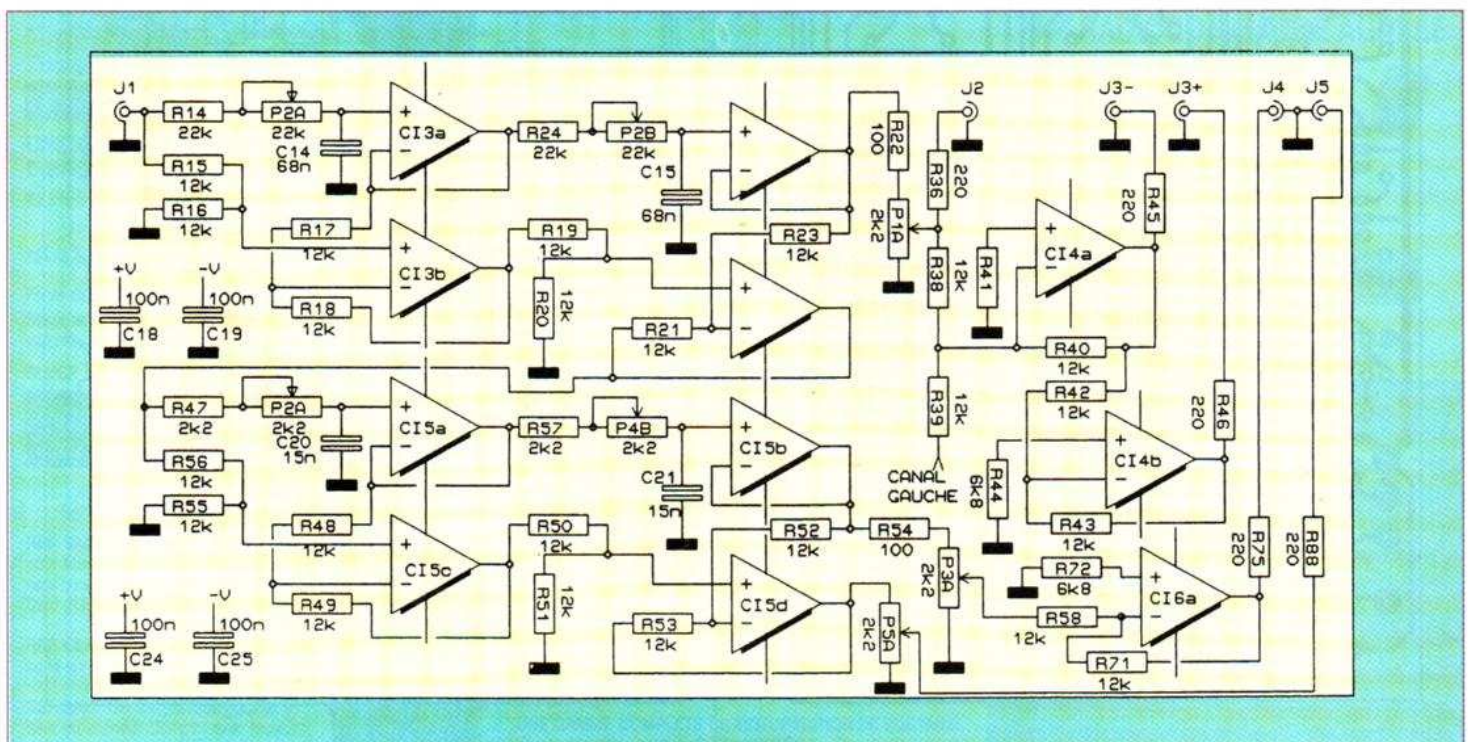 J1
R14
22k
P2A
22k
C14
68n
R15
12k
R16
12k
+
-
CI3a
R24
22k
P2B
22k
C15
68n
+
-
R22
100
P1A
2k2
J2
R36
220
R38
12k
R39
12k
CANAL
GAUCHE
J3-
J3+
J4
J5
R17
12k
R18
12k
+
-
CI3b
R19
12k
R20
12k
R23
12k
R21
12k
+
-
R41
+
-
CI4a
R45
220
R40
12k
R42
12k
+V
100n
C18
-V
100n
C19
R47
2k2
P2A
2k2
C20
15n
R56
12k
R55
12k
+
-
CI5a
R57
2k2
P4B
2k2
C21
15n
+
-
CI5b
R44
6k8
+
-
CI4b
R43
12k
R46
220
R48
12k
R49
12k
+
-
CI5c
R50
12k
R51
12k
R52
12k
R54
100
R53
12k
+
-
CI5d
P3A
2k2
P5A
2k2
R72
6k8
R58
12k
+
-
CI6a
R71
12k
R75
220
R88
220
+V
100n
C24
-V
100n
C25